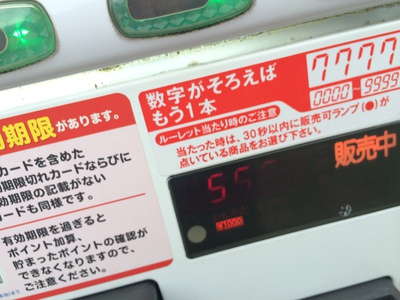 期限があります。
カードを含めた
期限切れカードならびに
効期限の記載がない
ードも同様です。
有効期限を過ぎると
ポイント加算、
貯まったポイントの確認が
できなくなりますので、
ご注意ください。
数字がそろえば
もう1本
7777
0000～9999
ルーレット当たり時のご注意
当たった時は、30秒以内に販売可ランプ(●)が
点いている商品をお選び下さい。
販売中
55
¥1000